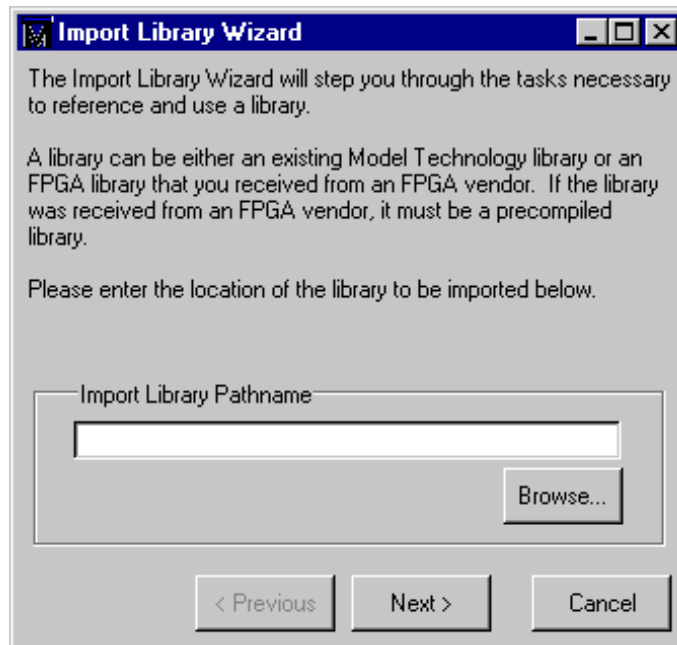 Import Library Wizard
The Import Library Wizard will step you through the tasks necessary
to reference and use a library.
A library can be either an existing Model Technology library or an
FPGA library that you received from an FPGA vendor.  If the library
was received from an FPGA vendor, it must be a precompiled
library.
Please enter the location of the library to be imported below.
Import Library Pathname
Browse...
< Previous
Next >
Cancel